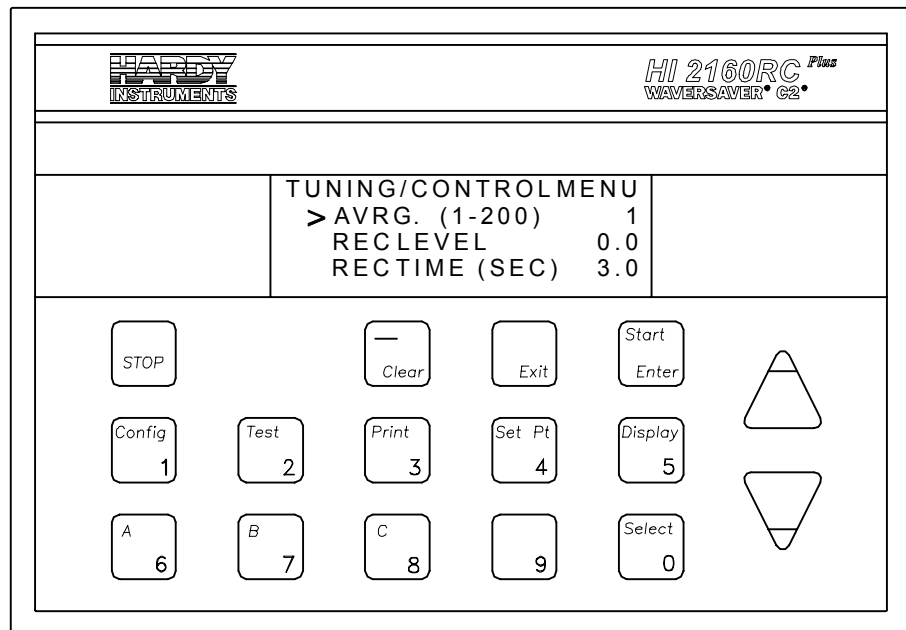 HARDY
INSTRUMENTS
HI 2160RC Plus
WAVERSAVER® C2®
TUNING/CONTROLMENU
>AVRG. (1-200) 1
RECLEVEL 0.0
RECTIME (SEC) 3.0
STOP
— Clear
Exit
Start
Enter
Config
1
Test
2
Print
3
Set Pt
4
Display
5
A
6
B
7
C
8
9
Select
0